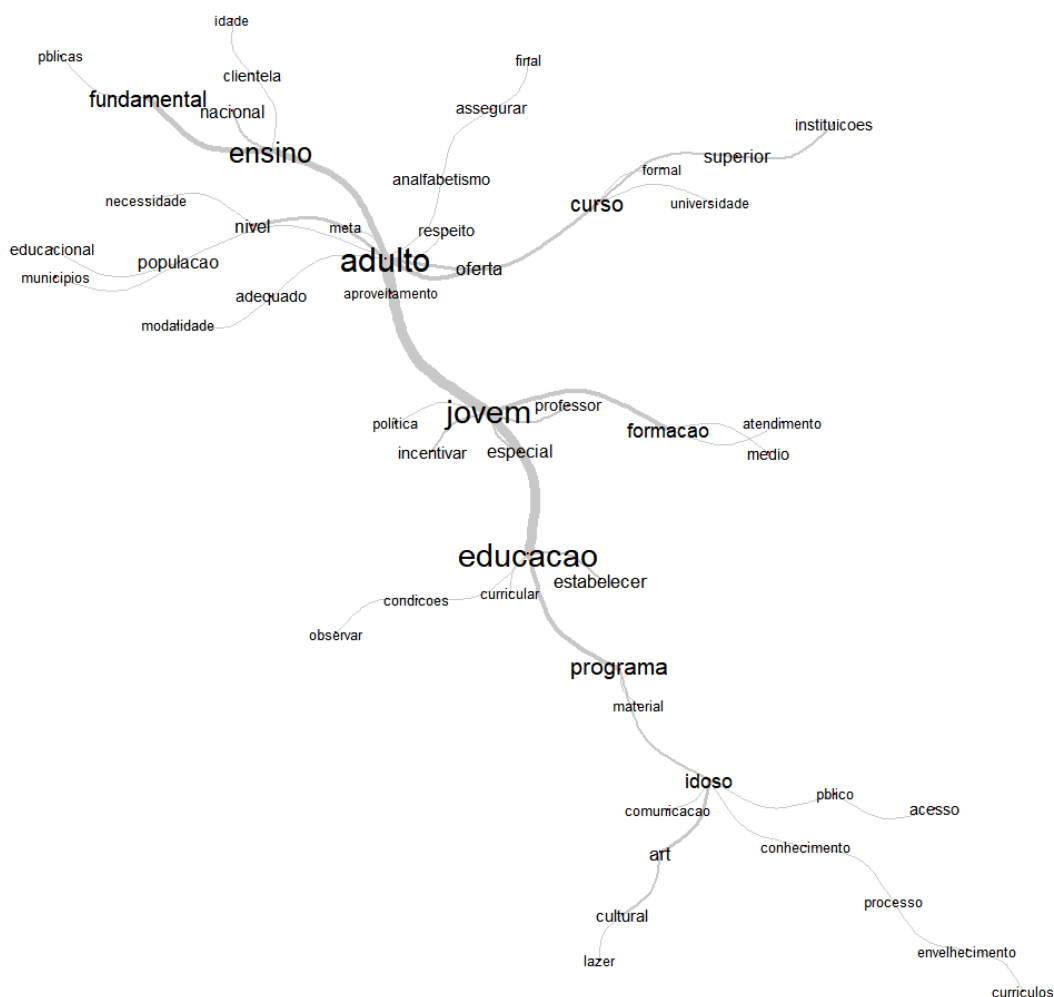 idade
pblicas
final
clientela
fundamental
nacional
assegurar
instituicoes
ensino
superior
formal
analfabetismo
necessidade
curso
universidade
nivel
meta
respeito
educacional
populacao
adulto
oferta
municipios
adequado
aproveitamento
modalidade
jovem
professor
política
formacao
atendimento
incentivar
especial
medio
educacao
estabelecer
condicoes
curricular
observar
programa
material
idoso
pblico
comunicacao
acesso
art
conhecimento
processo
cultural
envelhecimento
lazer
curriculos